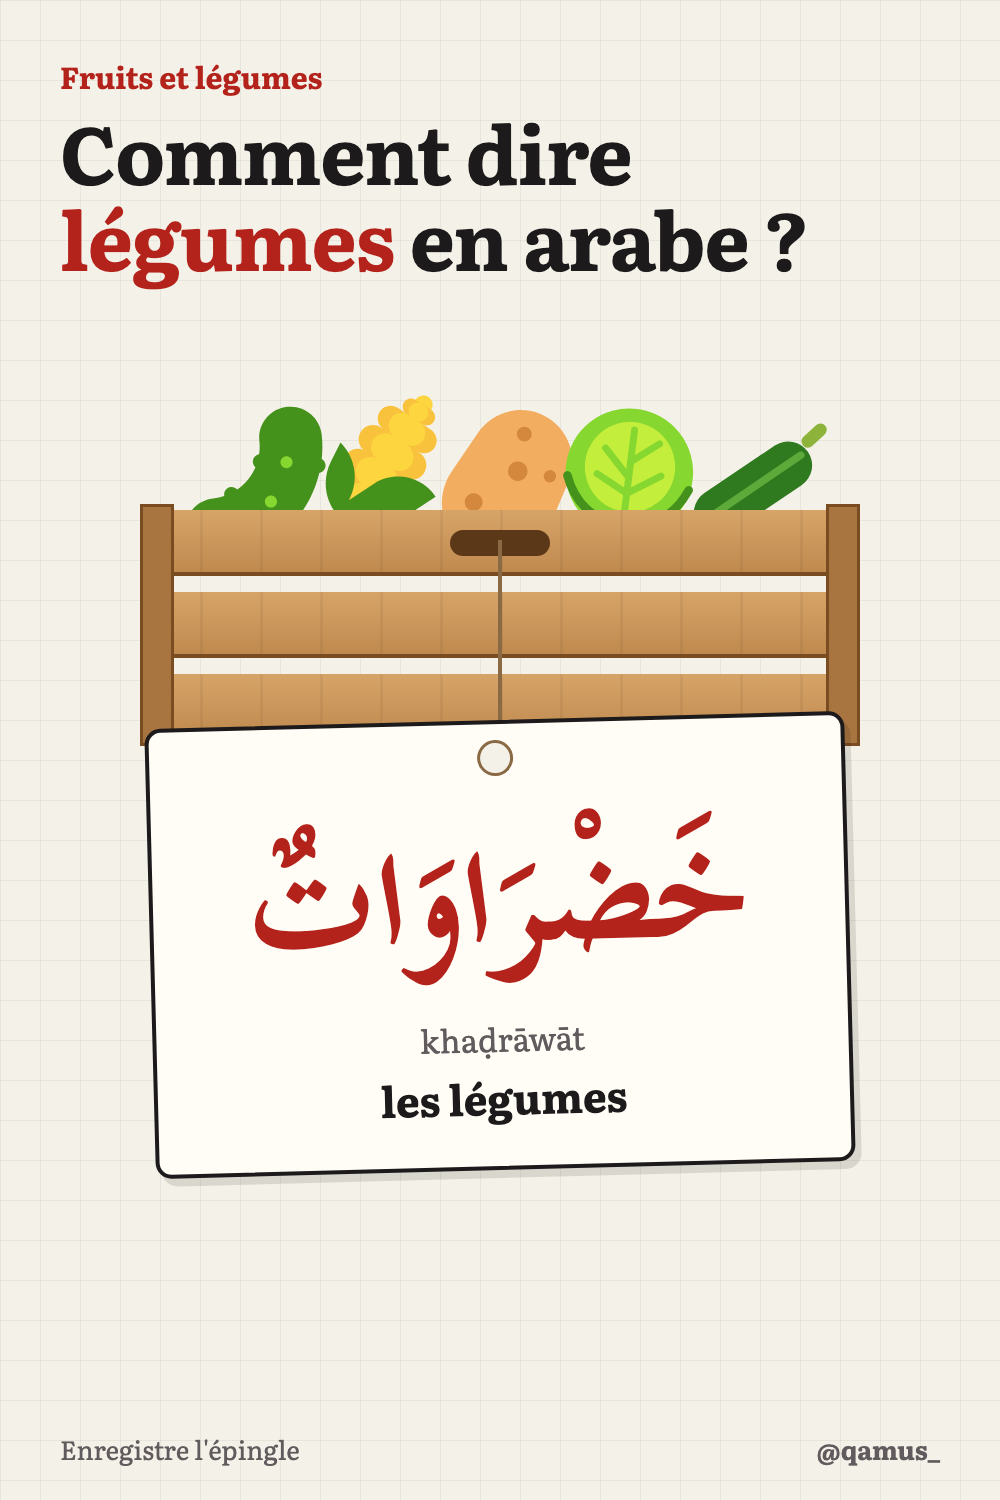 Fruits et légumes
Comment dire
légumes en arabe ?
خَضْرَاوَاتٌ
khaḍrāwāt
les légumes
Enregistre l'épingle
@qamus_